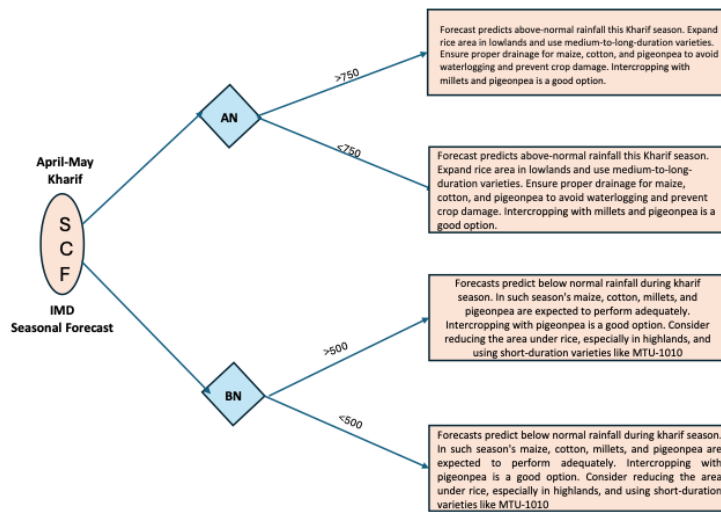 Forecast predicts above-normal rainfall this Kharif season. Expand
rice area in lowlands and use medium-to-long-duration varieties.
Ensure proper drainage for maize, cotton, and pigeonpea to avoid
waterlogging and prevent crop damage. Intercropping with
millets and pigeonpea is a good option.
>750
AN
<750
Forecast predicts above-normal rainfall this Kharif season.
Expand rice area in lowlands and use medium-to-long-
duration varieties. Ensure proper drainage for maize,
cotton, and pigeonpea to avoid waterlogging and prevent
crop damage. Intercropping with millets and pigeonpea is a
good option.
April-May
Kharif
S
C
F
IMD
Seasonal Forecast
Forecasts predict below normal rainfall during kharif
season. In such season's maize, cotton, millets, and
pigeonpea are expected to perform adequately.
Intercropping with pigeonpea is a good option. Consider
reducing the area under rice, especially in highlands, and
using short-duration varieties like MTU-1010
>500
BN
<500
Forecasts predict below normal rainfall during kharif season.
In such season's maize, cotton, millets, and pigeonpea are
expected to perform adequately. Intercropping with
pigeonpea is a good option. Consider reducing the area
under rice, especially in highlands, and using short-duration
varieties like MTU-1010